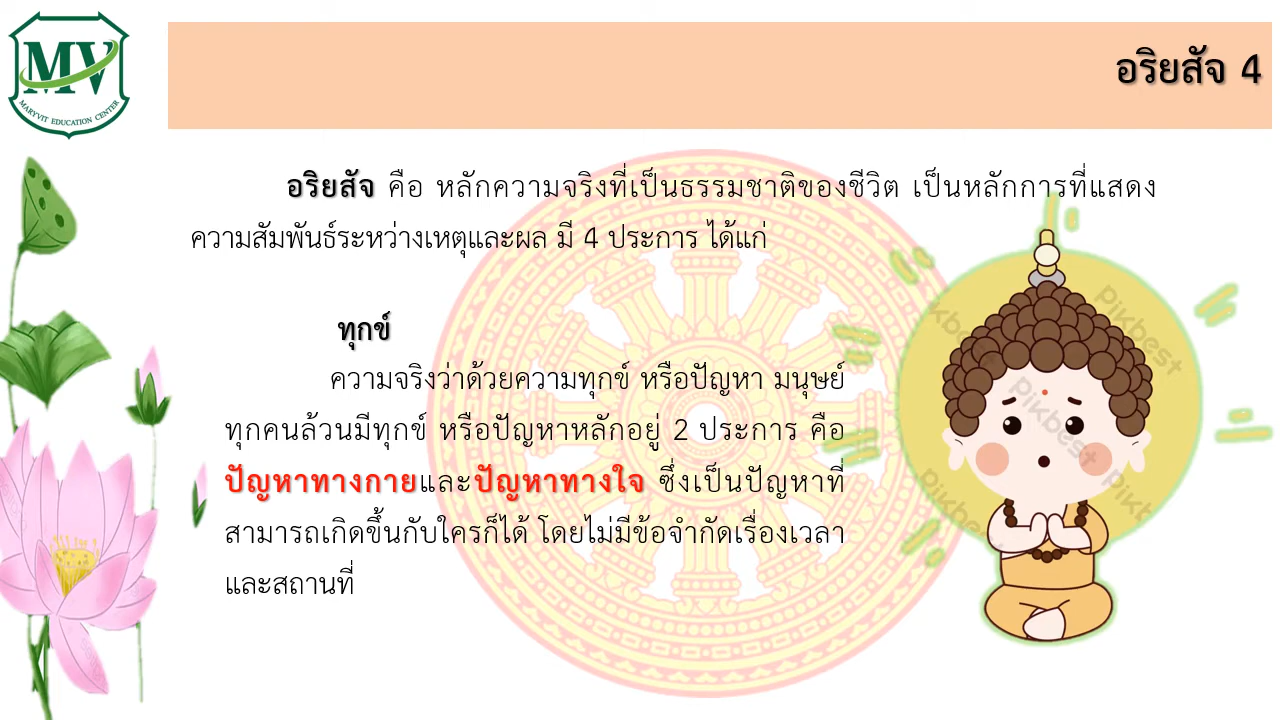 MV
MARYVIT EDUCATION CENTER
อริยสัจ 4
อริยสัจ คือ หลักความจริงที่เป็นธรรมชาติของชีวิต เป็นหลักการที่แสดง
ความสัมพันธ์ระหว่างเหตุและผล มี 4 ประการ ได้แก่
ทุกข์
ความจริงว่าด้วยความทุกข์ หรือปัญหา มนุษย์
ทุกคนล้วนมีทุกข์ หรือปัญหาหลักอยู่ 2 ประการ คือ
ปัญหาทางกายและปัญหาทางใจ ซึ่งเป็นปัญหาที่
สามารถเกิดขึ้นกับใครก็ได้ โดยไม่มีข้อจำกัดเรื่องเวลา
และสถานที่
pikbest
pikbest